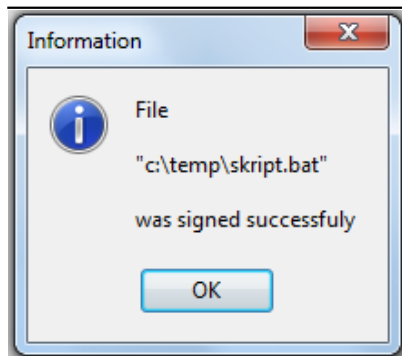 Information
File
"c:\temp\skript.bat"
was signed successfuly
OK